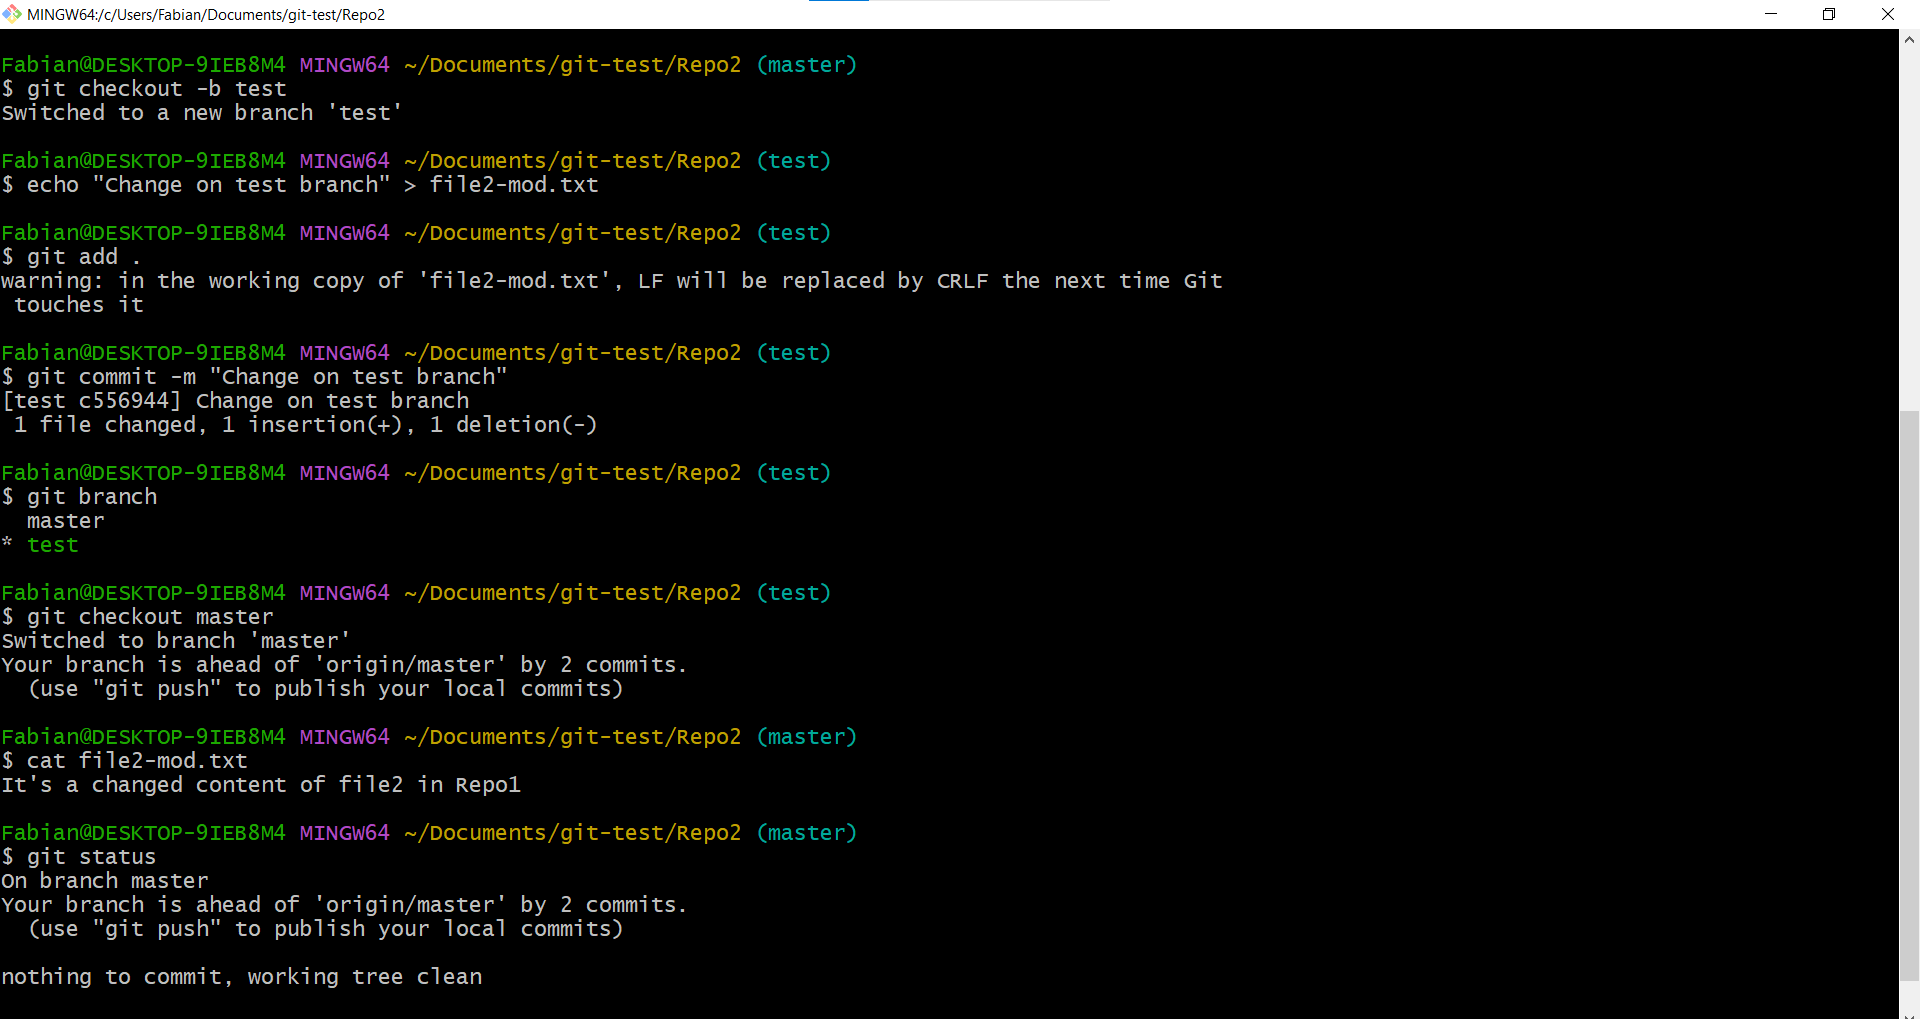 MINGW64:/c/Users/Fabian/Documents/git-test/Repo2
Fabian@DESKTOP-9IEB8M4 MINGW64 ~/Documents/git-test/Repo2 (master)
$ git checkout -b test
Switched to a new branch 'test'
Fabian@DESKTOP-9IEB8M4 MINGW64 ~/Documents/git-test/Repo2 (test)
$ echo "Change on test branch" > file2-mod.txt
Fabian@DESKTOP-9IEB8M4 MINGW64 ~/Documents/git-test/Repo2 (test)
$ git add .
warning: in the working copy of 'file2-mod.txt', LF will be replaced by CRLF the next time Git
 touches it
Fabian@DESKTOP-9IEB8M4 MINGW64 ~/Documents/git-test/Repo2 (test)
$ git commit -m "Change on test branch"
[test c556944] Change on test branch
 1 file changed, 1 insertion(+), 1 deletion(-)
Fabian@DESKTOP-9IEB8M4 MINGW64 ~/Documents/git-test/Repo2 (test)
$ git branch
  master
* test
Fabian@DESKTOP-9IEB8M4 MINGW64 ~/Documents/git-test/Repo2 (test)
$ git checkout master
Switched to branch 'master'
Your branch is ahead of 'origin/master' by 2 commits.
  (use "git push" to publish your local commits)
Fabian@DESKTOP-9IEB8M4 MINGW64 ~/Documents/git-test/Repo2 (master)
$ cat file2-mod.txt
It's a changed content of file2 in Repo1
Fabian@DESKTOP-9IEB8M4 MINGW64 ~/Documents/git-test/Repo2 (master)
$ git status
On branch master
Your branch is ahead of 'origin/master' by 2 commits.
  (use "git push" to publish your local commits)
nothing to commit, working tree clean